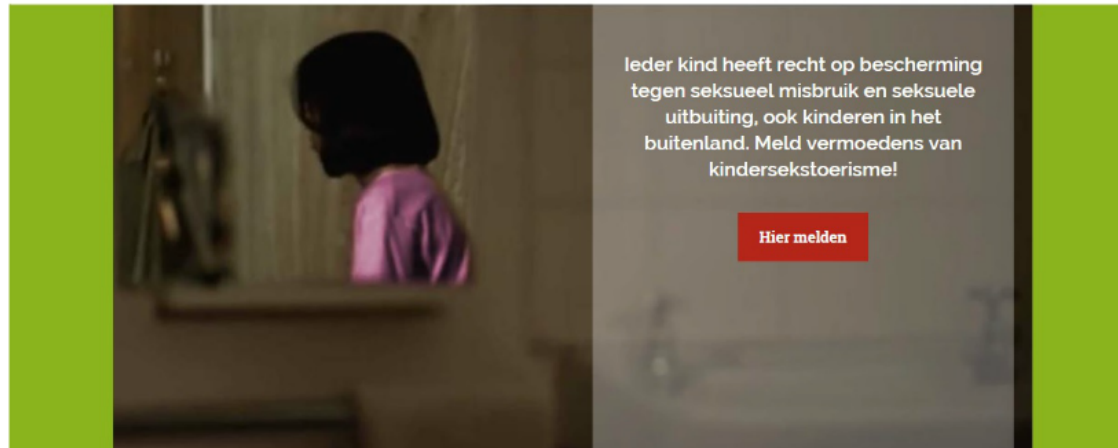 Ieder kind heeft recht op bescherming
tegen seksueel misbruik en seksuele
uitbuiting, ook kinderen in het
buitenland. Meld vermoedens van
kindersekstoerisme!
Hier melden